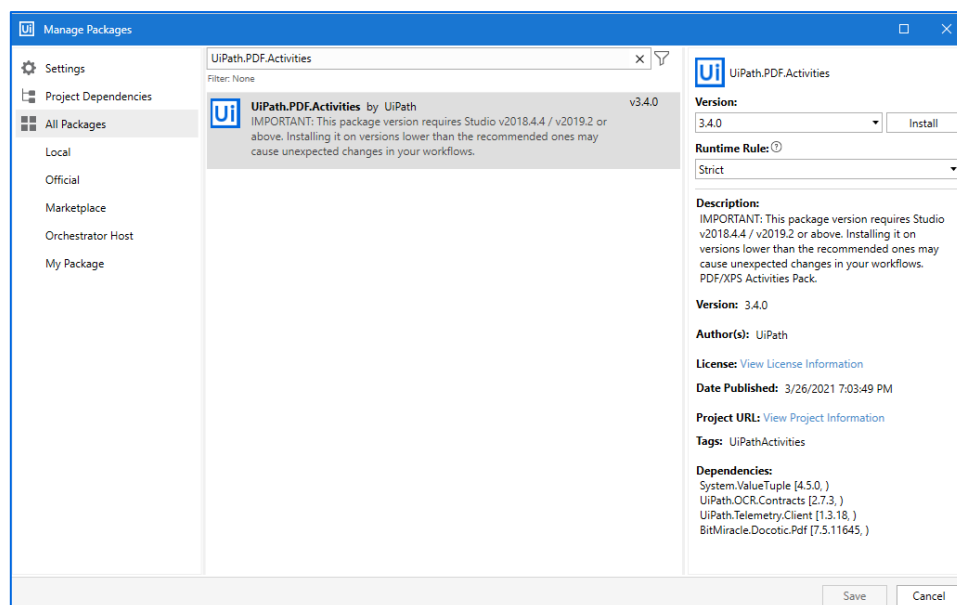 Ui Manage Packages
Settings
Project Dependencies
All Packages
Local
Official
Marketplace
Orchestrator Host
My Package
UiPath.PDF.Activities
Filter: None
Ui
UiPath.PDF.Activities by UiPath v3.4.0
IMPORTANT: This package version requires Studio v2018.4.4 / v2019.2 or
above. Installing it on versions lower than the recommended ones may
cause unexpected changes in your workflows.
Ui UiPath.PDF.Activities
Version:
3.4.0 Install
Runtime Rule: ?
Strict
Description:
IMPORTANT: This package version requires Studio
v2018.4.4 / v2019.2 or above. Installing it on
versions lower than the recommended ones may
cause unexpected changes in your workflows.
PDF/XPS Activities Pack.
Version: 3.4.0
Author(s): UiPath
License: View License Information
Date Published: 3/26/2021 7:03:49 PM
Project URL: View Project Information
Tags: UiPathActivities
Dependencies:
System.ValueTuple [4.5.0, )
UiPath.OCR.Contracts [2.7.3, )
UiPath.Telemetry.Client [1.3.18, )
BitMiracle.Docotic.Pdf [7.5.11645, )
Save Cancel